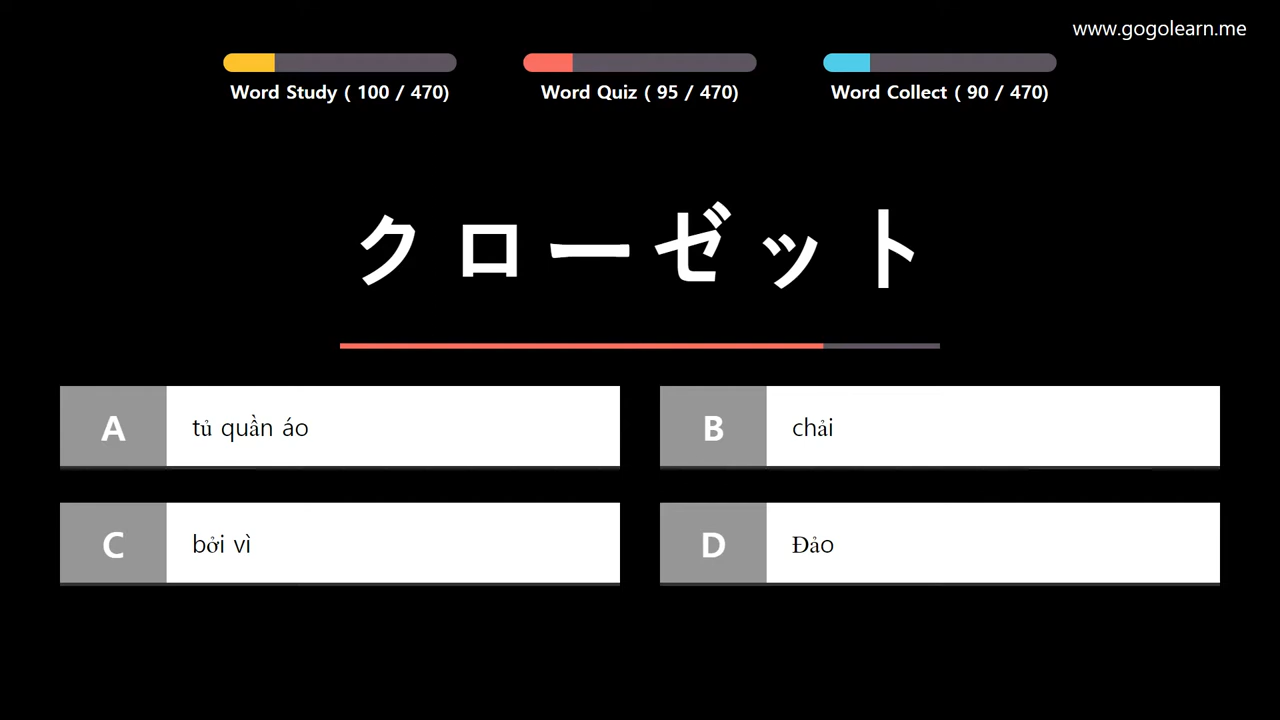 www.gogolearn.me
Word Study ( 100 / 470)
Word Quiz ( 95 / 470)
Word Collect ( 90 / 470)
クローゼット
A
tủ quần áo
B
chải
C
bởi vì
D
Đảo